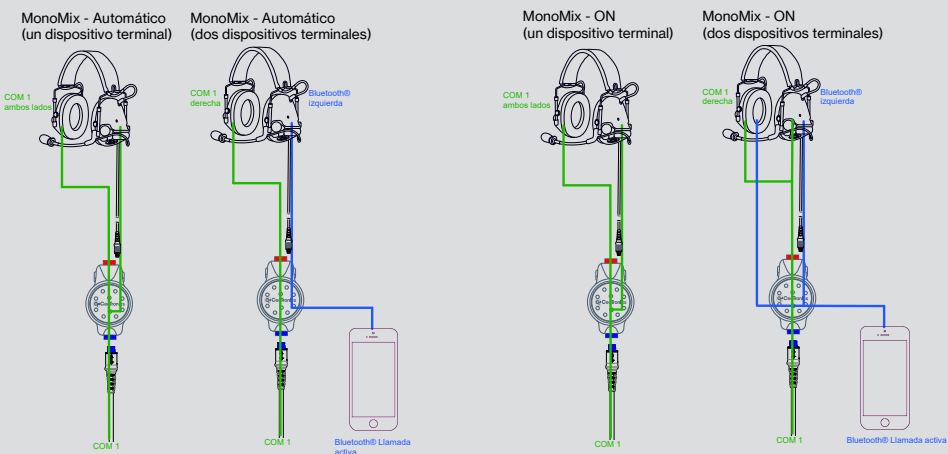 MonoMix - Automático
(un dispositivo terminal)
COM 1
ambos lados
COM 1
MonoMix - Automático
(dos dispositivos terminales)
COM 1
derecha
Bluetooth®
izquierda
COM 1
Bluetooth® Llamada
activa
MonoMix - ON
(un dispositivo terminal)
COM 1
ambos lados
COM 1
MonoMix - ON
(dos dispositivos terminales)
COM 1
derecha
Bluetooth®
izquierda
COM 1
Bluetooth® Llamada activa